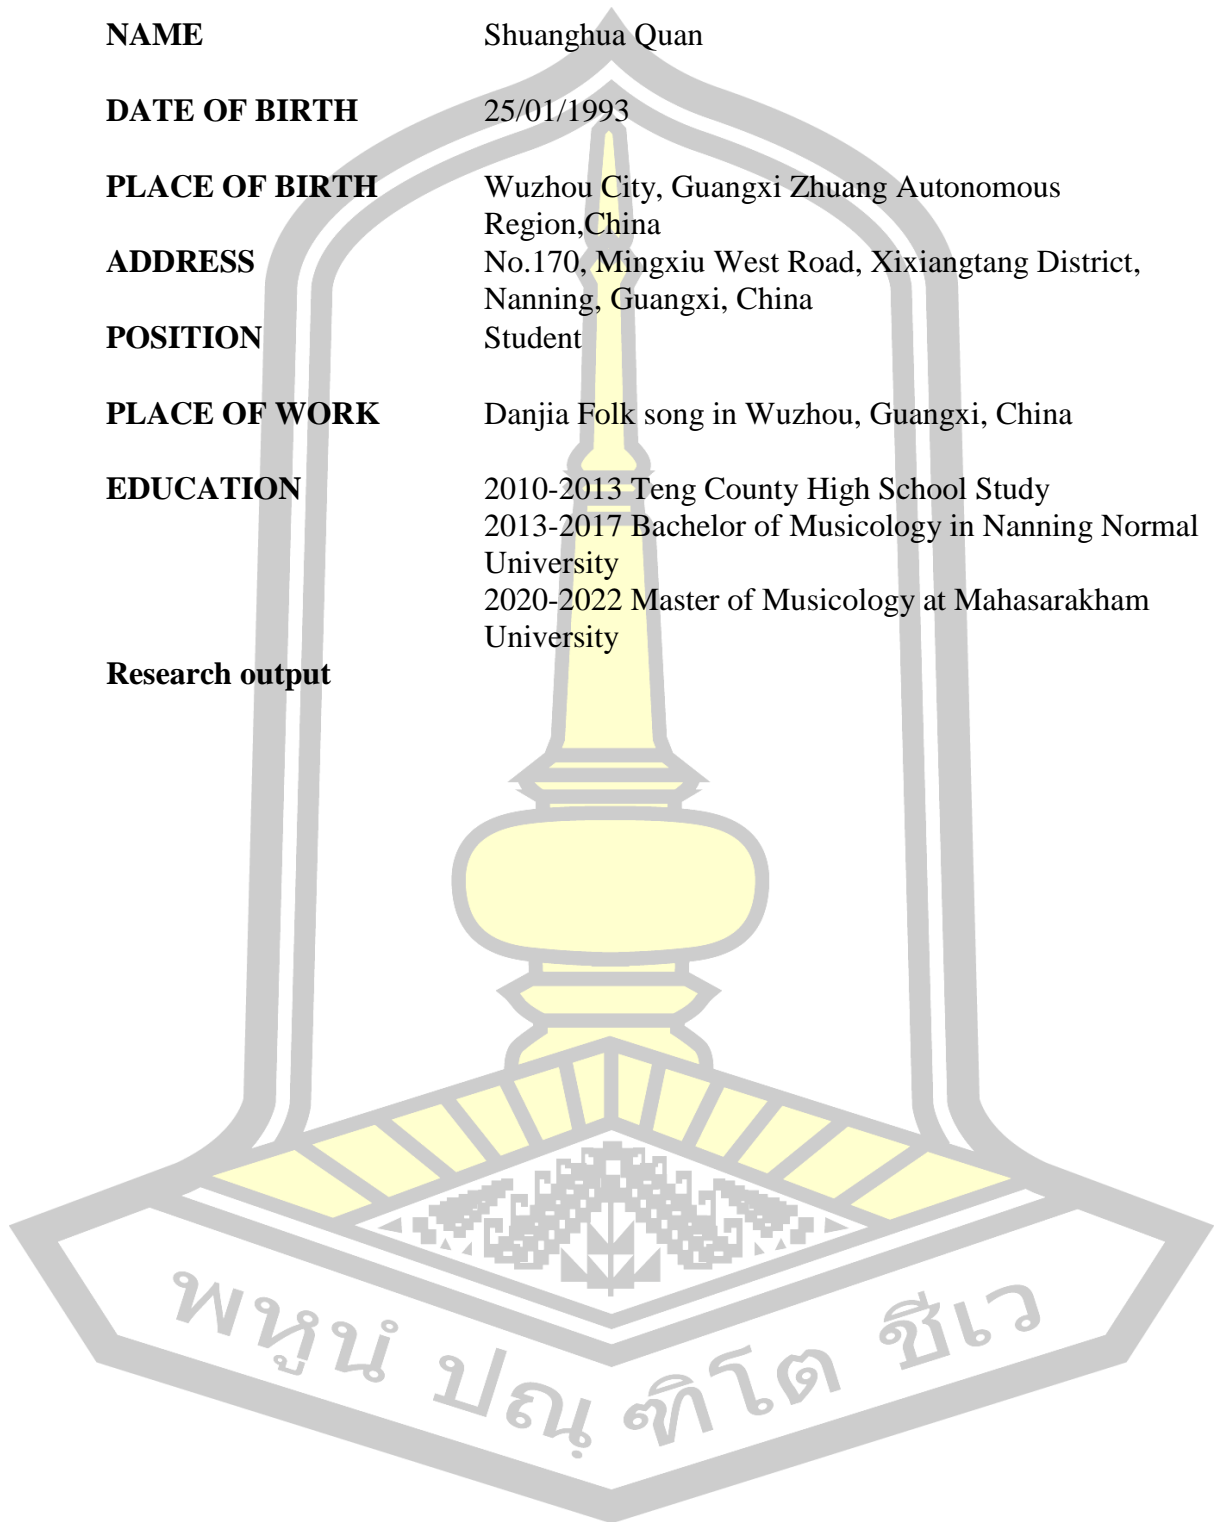 NAME Shuanghua Quan
DATE OF BIRTH 25/01/1993
PLACE OF BIRTH Wuzhou City, Guangxi Zhuang Autonomous
Region,China
ADDRESS No.170, Mingxiu West Road, Xixiangtang District,
Nanning, Guangxi, China
POSITION Student
PLACE OF WORK Danjia Folk song in Wuzhou, Guangxi, China
EDUCATION 2010-2013 Teng County High School Study
2013-2017 Bachelor of Musicology in Nanning Normal
University
2020-2022 Master of Musicology at Mahasarakham
University
Research output
พหูนํ ปณฺ ฑิโต ชีเว